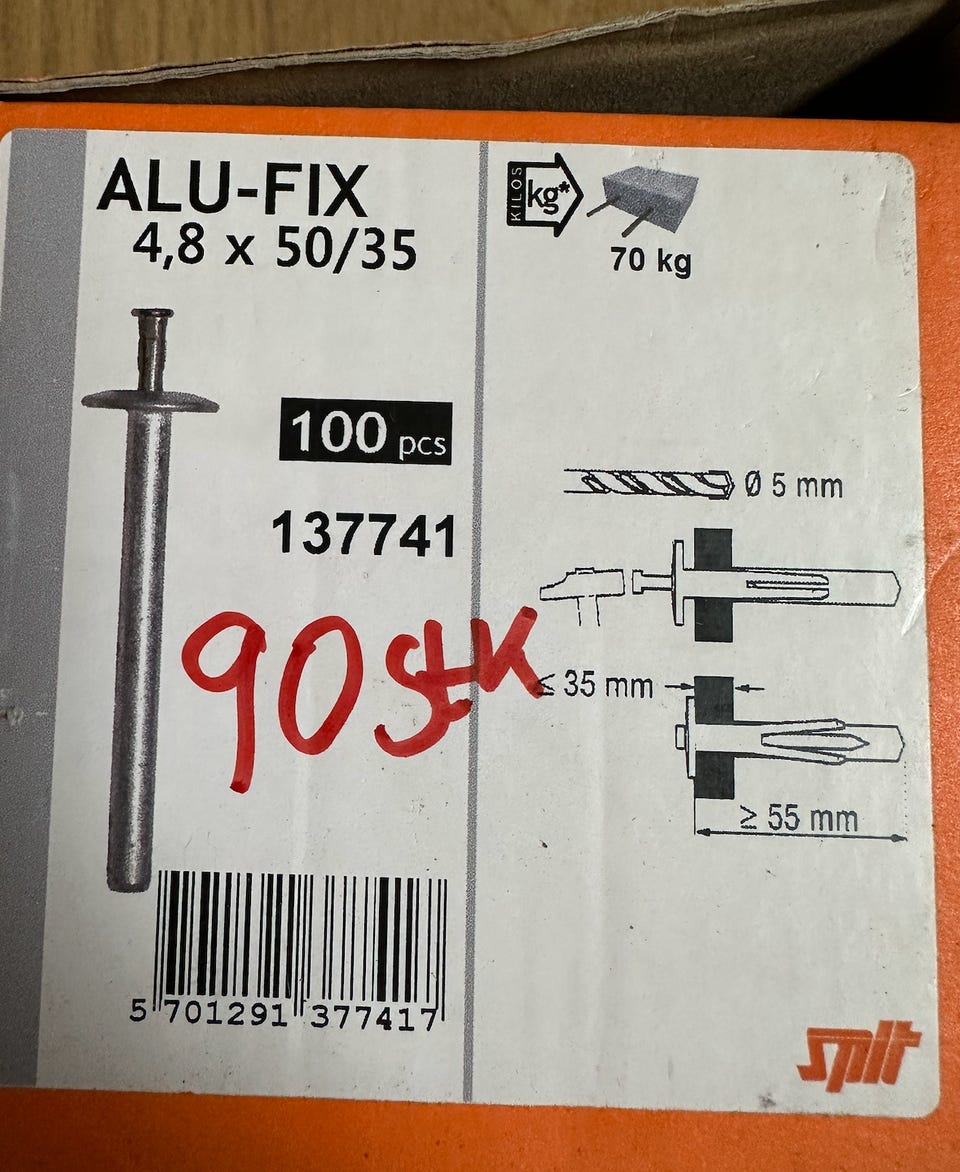 ALU-FIX
4,8 x 50/35
100 pcs
137741
90 stk
5 701291 377417
KILOS
kg*
70 kg
Ø 5 mm
≤ 35 mm
≥ 55 mm
spit